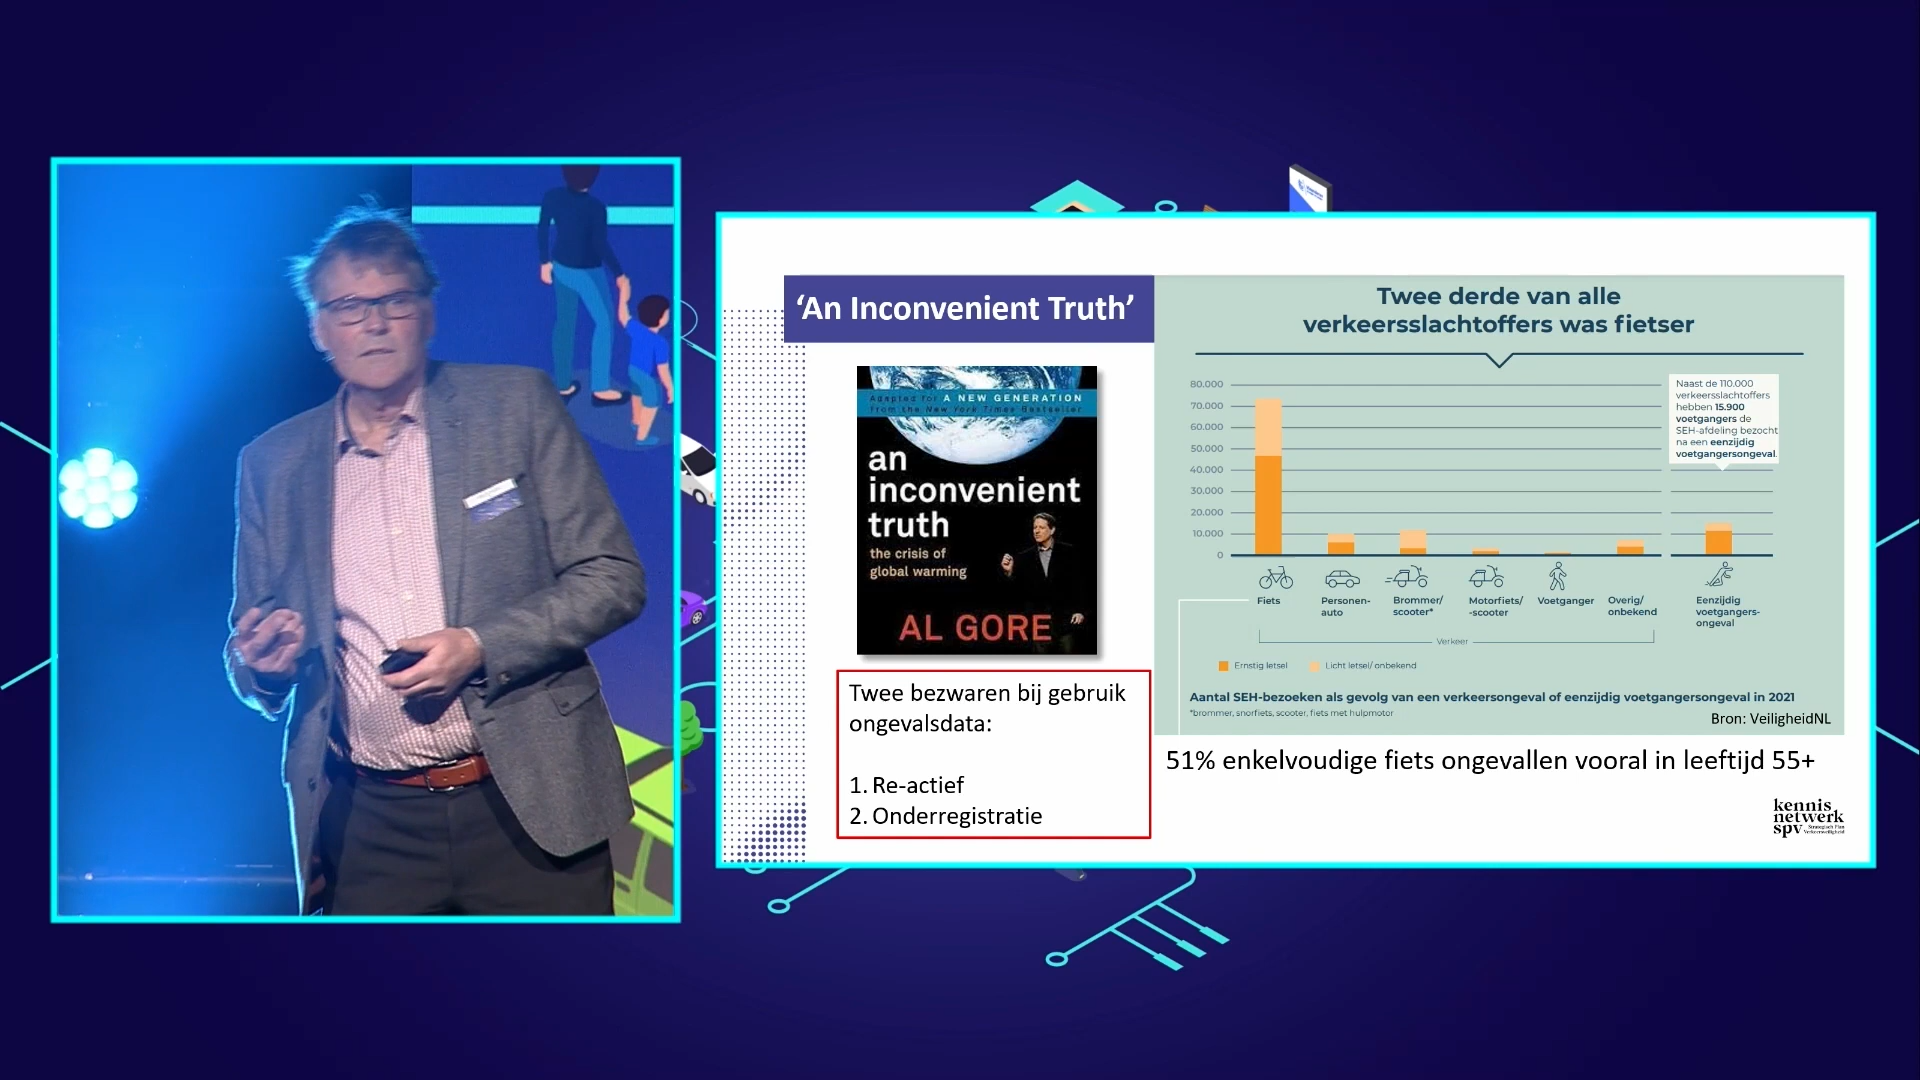 ‘An Inconvenient Truth’
Adapted for A NEW GENERATION
From the New York Times Bestseller
an
inconvenient
truth
the crisis of
global warming
AL GORE
Twee bezwaren bij gebruik
ongevalsdata:
1. Re-actief
2. Onderregistratie
Twee derde van alle
verkeersslachtoffers was fietser
80.000
70.000
60.000
50.000
40.000
30.000
20.000
10.000
0
Naast de 110.000
verkeersslachtoffers
hebben 15.900
voetgangers de
SEH-afdeling bezocht
na een eenzijdig
voetgangersongeval.
Fiets
Personen-
auto
Brommer/
scooter*
Motorfiets/
-scooter
Voetganger
Overig/
onbekend
Eenzijdig
voetgangers-
ongeval
Verkeer
Ernstig letsel
Licht letsel/ onbekend
Aantal SEH-bezoeken als gevolg van een verkeersongeval of eenzijdig voetgangersongeval in 2021
*brommer, snorfiets, scooter, fiets met hulpmotor
Bron: VeiligheidNL
51% enkelvoudige fiets ongevallen vooral in leeftijd 55+
kennis
netwerk
spv Strategisch Plan
Verkeersveiligheid